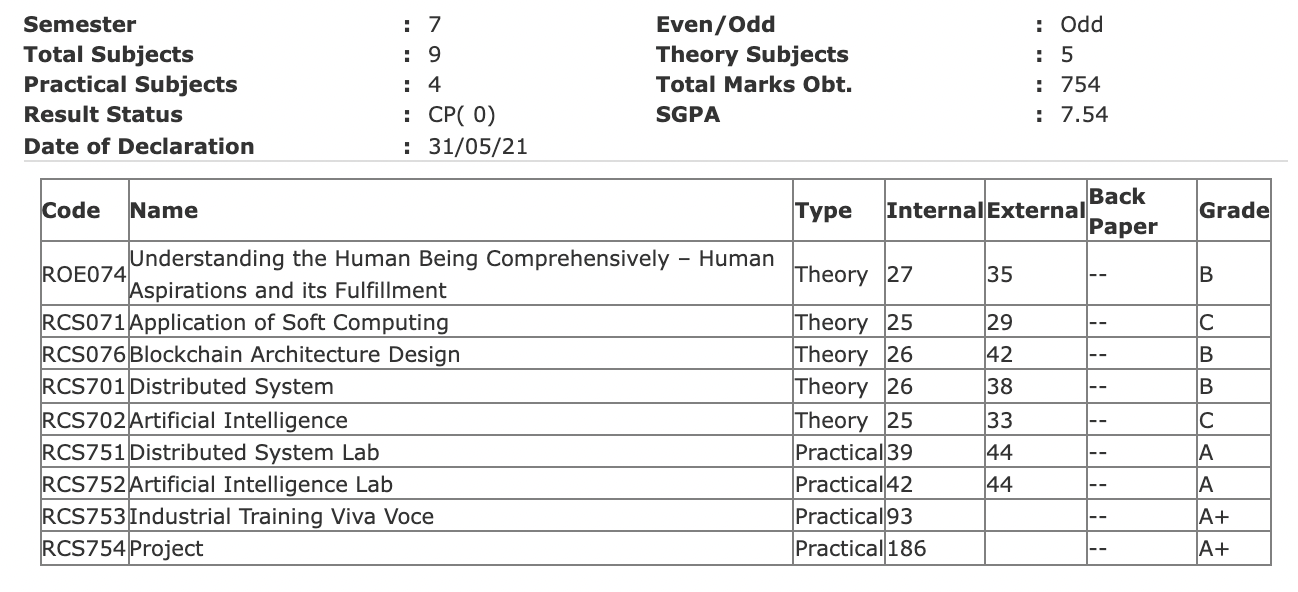 Semester : 7 Even/Odd : Odd
Total Subjects : 9 Theory Subjects : 5
Practical Subjects : 4 Total Marks Obt. : 754
Result Status : CP( 0) SGPA : 7.54
Date of Declaration : 31/05/21
Code Name Type Internal External Back Paper Grade
ROE074 Understanding the Human Being Comprehensively – Human Aspirations and its Fulfillment Theory 27 35 -- B
RCS071 Application of Soft Computing Theory 25 29 -- C
RCS076 Blockchain Architecture Design Theory 26 42 -- B
RCS701 Distributed System Theory 26 38 -- B
RCS702 Artificial Intelligence Theory 25 33 -- C
RCS751 Distributed System Lab Practical 39 44 -- A
RCS752 Artificial Intelligence Lab Practical 42 44 -- A
RCS753 Industrial Training Viva Voce Practical 93 -- A+
RCS754 Project Practical 186 -- A+